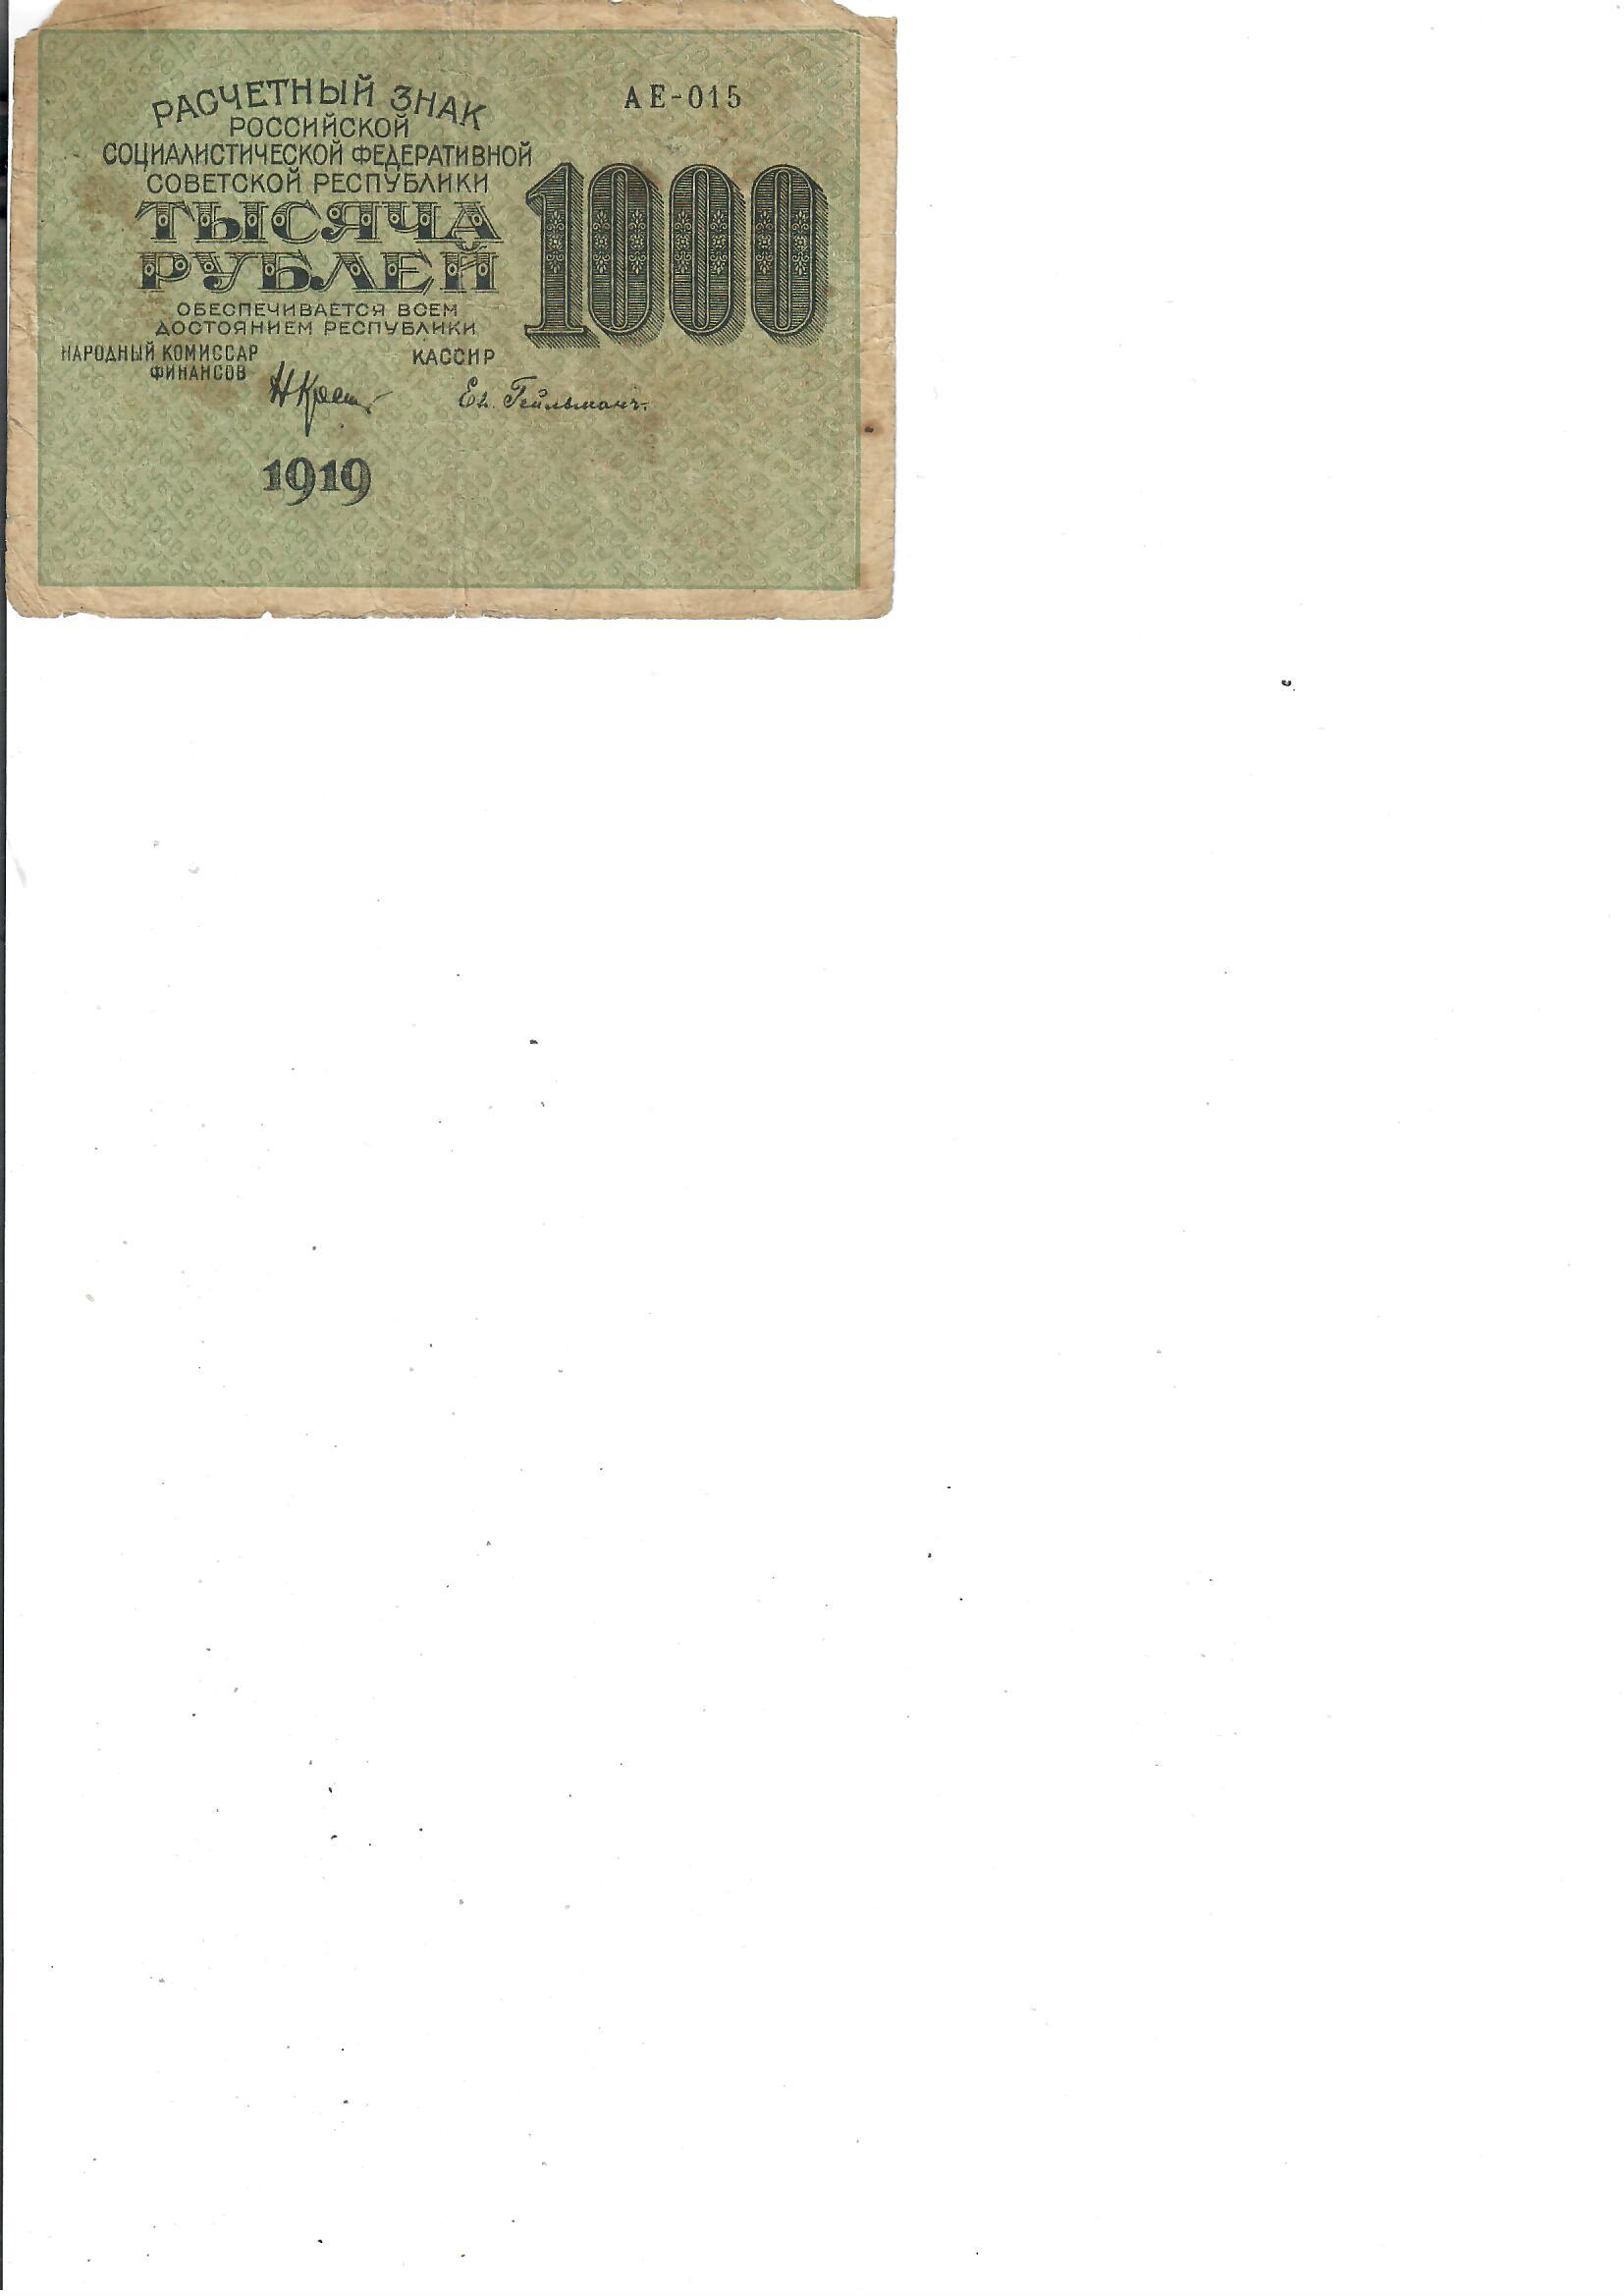 РАСЧЕТНЫЙ ЗНАК
АЕ-015
РОССИЙСКОЙ
СОЦИАЛИСТИЧЕСКОЙ ФЕДЕРАТИВНОЙ
СОВЕТСКОЙ РЕСПУБЛИКИ
ТЫСЯЧА
РУБЛЕЙ
1000
ОБЕСПЕЧИВАЕТСЯ ВСЕМ
ДОСТОЯНИЕМ РЕСПУБЛИКИ
НАРОДНЫЙ КОМИССАР
ФИНАНСОВ
КАССИР
Гейльманъ
1919